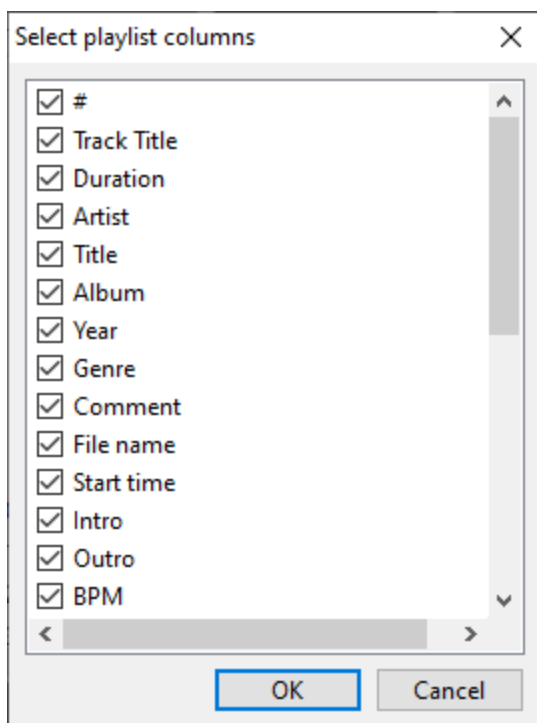 Select playlist columns
#
Track Title
Duration
Artist
Title
Album
Year
Genre
Comment
File name
Start time
Intro
Outro
BPM
OK Cancel